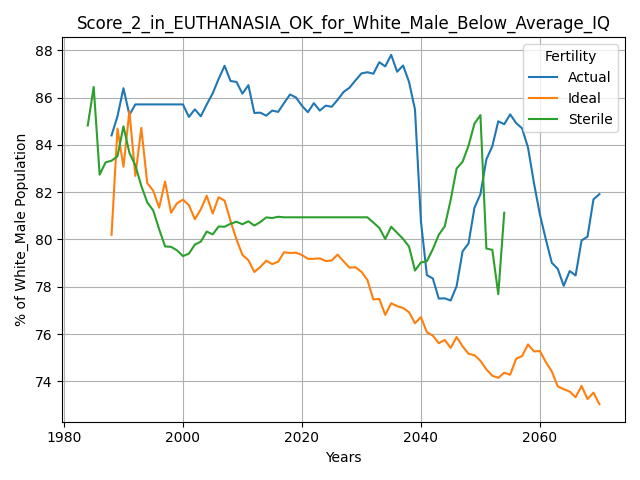 Score_2_in_EUTHANASIA_OK_for_White_Male_Below_Average_IQ
Fertility
Actual
Ideal
Sterile
% of White_Male Population
88
86
84
82
80
78
76
74
1980
2000
2020
2040
2060
Years